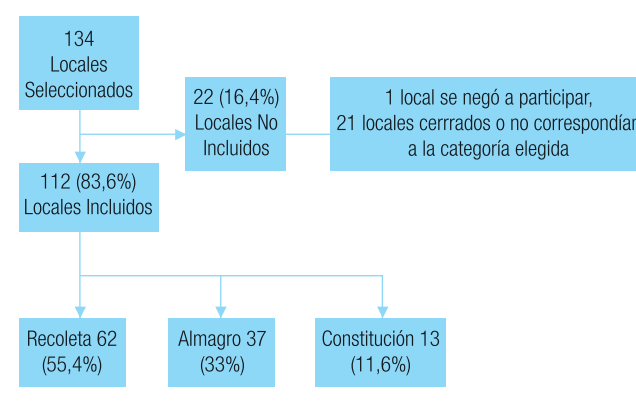 134
Locales
Seleccionados
22 (16,4%)
Locales No
Incluidos
1 local se negó a participar,
21 locales cerrrados o no correspondían
a la categoría elegida
112 (83,6%)
Locales Incluidos
Recoleta 62
(55,4%)
Almagro 37
(33%)
Constitución 13
(11,6%)